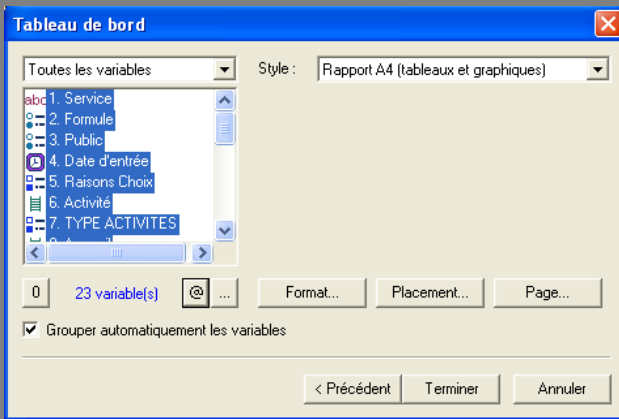 Tableau de bord
Toutes les variables
Style :
Rapport A4 (tableaux et graphiques)
abc 1. Service
2. Formule
3. Public
4. Date d'entrée
5. Raisons Choix
6. Activité
7. TYPE ACTIVITES
0
23 variable(s)
@
...
Format...
Placement...
Page...
Grouper automatiquement les variables
< Précédent
Terminer
Annuler